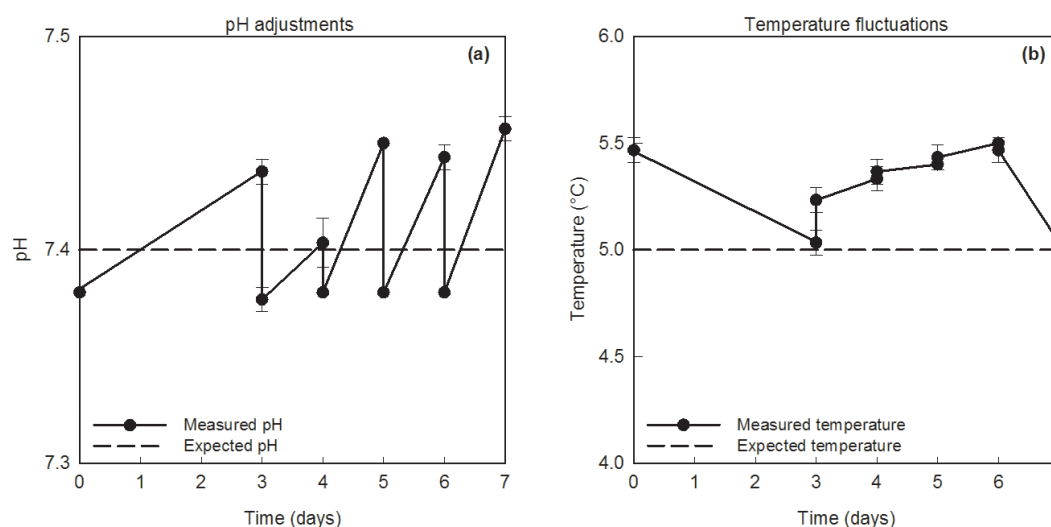 pH adjustments
(a)
7.5
7.4
7.3
pH
Measured pH
Expected pH
0 1 2 3 4 5 6 7
Time (days)
Temperature fluctuations
(b)
6.0
5.5
5.0
4.5
4.0
Temperature (°C)
Measured temperature
Expected temperature
0 1 2 3 4 5 6
Time (days)